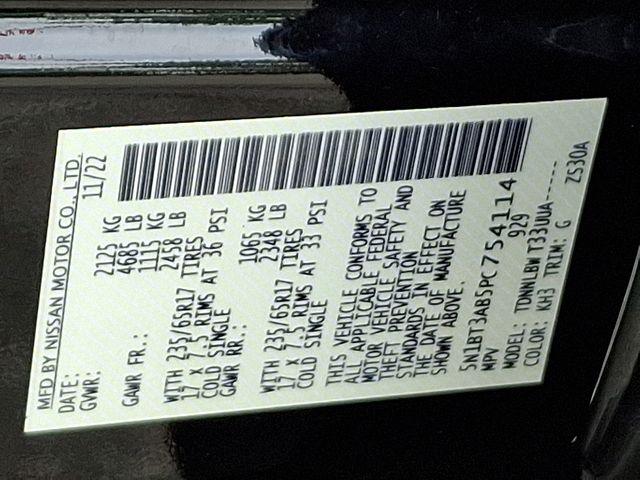 MFD BY NISSAN MOTOR CO., LTD.
DATE: 11/22
GVWR: 2125 KG
4685 LB
GAWR FR.: 1115 KG
2458 LB
WITH 235/65R17 TIRES
17 X 7.5 RIMS AT 36 PSI
COLD SINGLE
GAWR RR.: 1065 KG
2348 LB
WITH 235/65R17 TIRES
17 X 7.5 RIMS AT 33 PSI
COLD SINGLE
THIS VEHICLE CONFORMS TO
ALL APPLICABLE FEDERAL
MOTOR VEHICLE SAFETY AND
THEFT PREVENTION
STANDARDS IN EFFECT ON
THE DATE OF MANUFACTURE
SHOWN ABOVE.
5N1BT3AB5PC754114
MPV 929
MODEL: TDNNLBW T33UUA------
COLOR: KH3 TRIM: G ZS30A